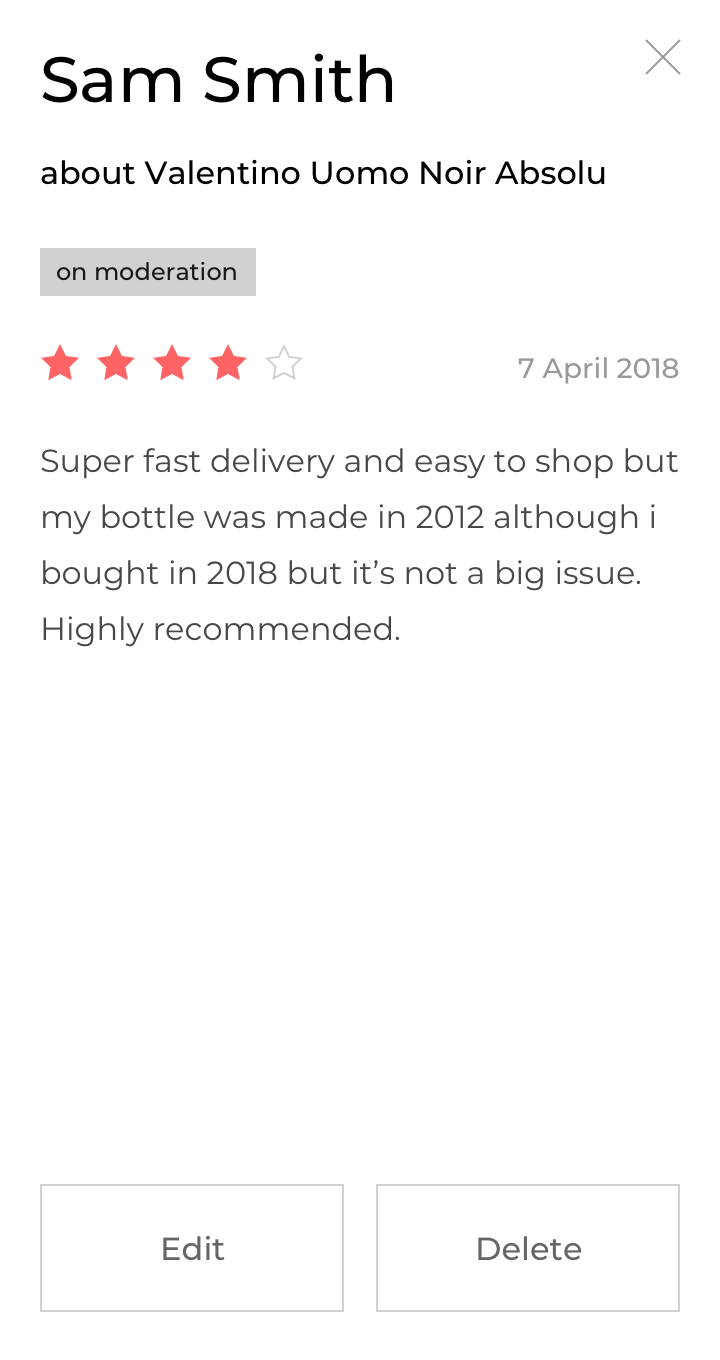 Sam Smith
about Valentino Uomo Noir Absolu
on moderation
7 April 2018
Super fast delivery and easy to shop but
my bottle was made in 2012 although i
bought in 2018 but it’s not a big issue.
Highly recommended.
Edit
Delete